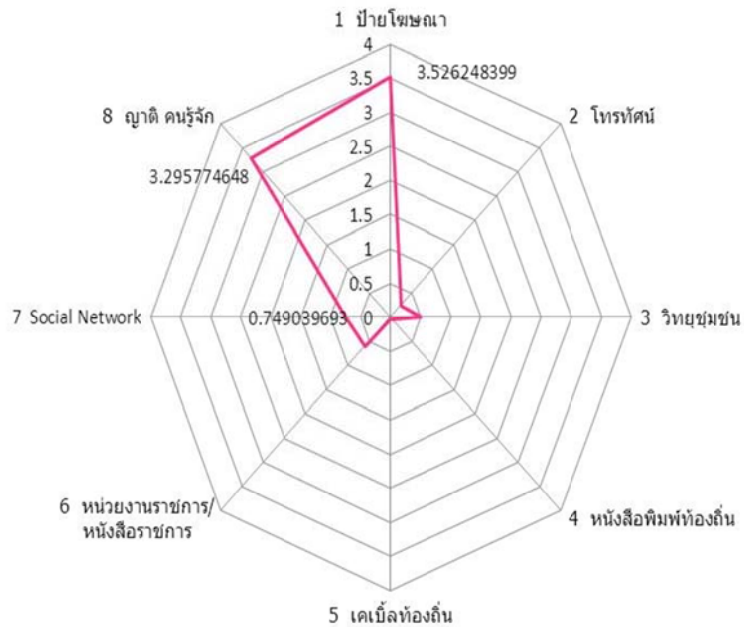 1 ป้ายโฆษณา
4
3.526248399
3.5
8 ญาติ คนรู้จัก
3
2 โทรทัศน์
2.5
3.295774648
2
1.5
1
0.5
7 Social Network
0.749039693
0
3 วิทยุชุมชน
6 หน่วยงานราชการ/
หนังสือราชการ
4 หนังสือพิมพ์ท้องถิ่น
5 เคเบิ้ลท้องถิ่น